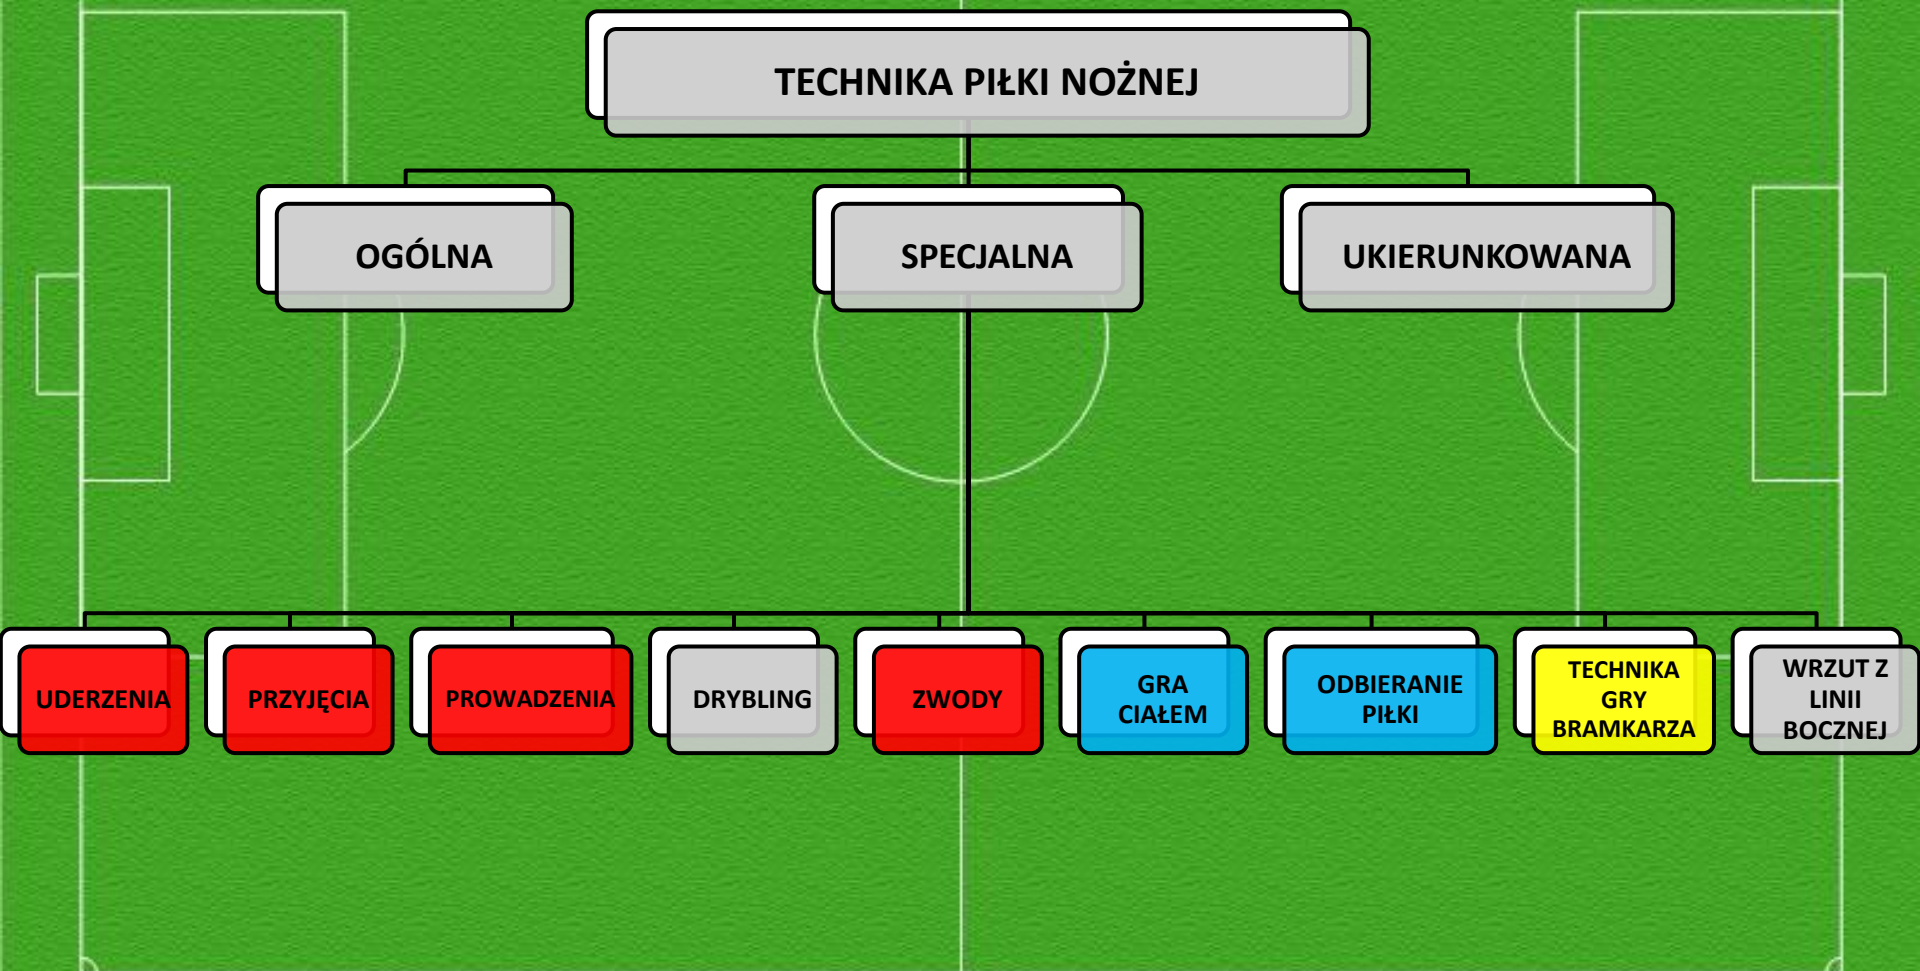 TECHNIKA PIŁKI NOŻNEJ
OGÓLNA
SPECJALNA
UKIERUNKOWANA
UDERZENIA
PRZYJĘCIA
PROWADZENIA
DRYBLING
ZWODY
GRA
CIAŁEM
ODBIERANIE
PIŁKI
TECHNIKA
GRY
BRAMKARZA
WRZUT Z
LINII
BOCZNEJ